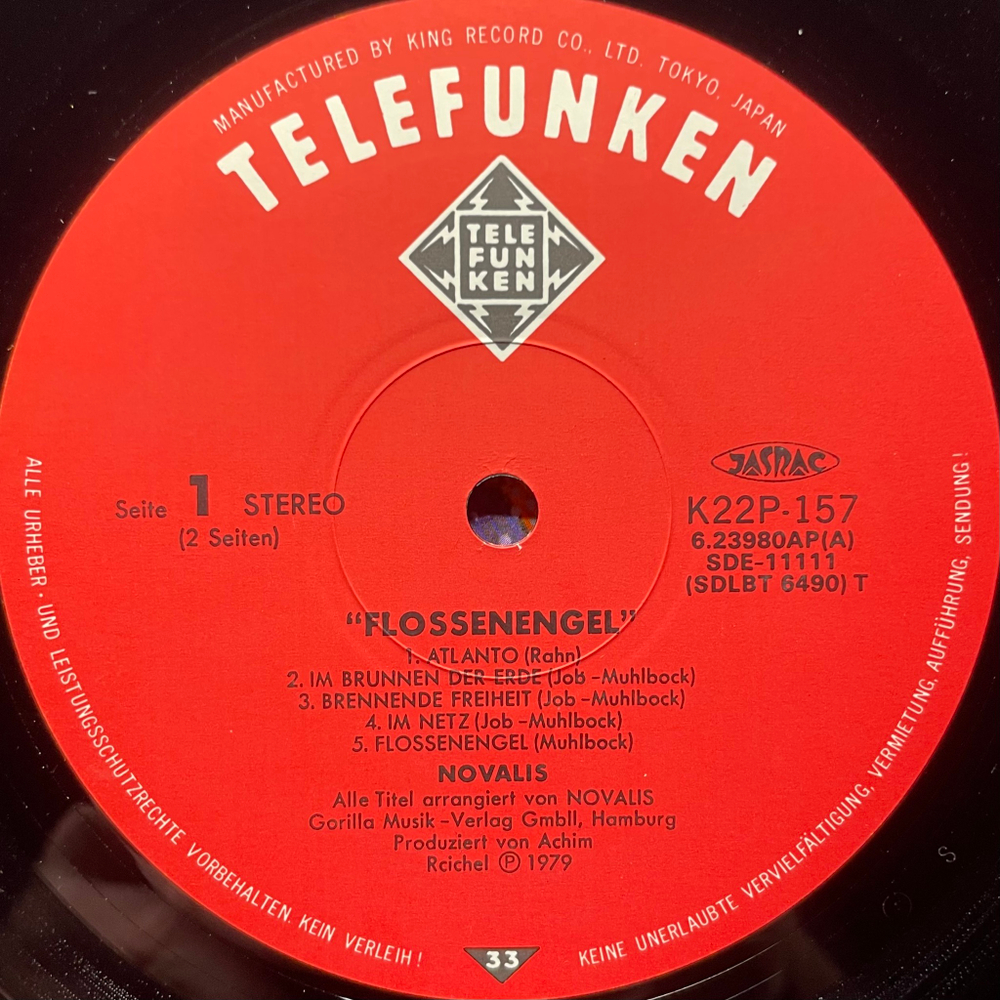 MANUFACTURED BY KING RECORD CO., LTD. TOKYO, JAPAN
TELEFUNKEN
TELE
FUN
KEN
JASRAC
Seite 1 STEREO
(2 Seiten)
K22P-157
6.23980AP(A)
SDE-11111
(SDLBT 6490) T
"FLOSSENENGEL"
1. ATLANTO (Rahn)
2. IM BRUNNEN DER ERDE (Job-Muhlbock)
3. BRENNENDE FREIHEIT (Job-Muhlbock)
4. IM NETZ (Job-Muhlbock)
5. FLOSSENENGEL (Muhlbock)
NOVALIS
Alle Titel arrangiert von NOVALIS
Gorilla Musik-Verlag Gmbll, Hamburg
Produziert von Achim
Rcichel Ⓟ 1979
ALLE URHEBER· UND LEISTUNGSSCHUTZRECHTE VORBEHALTEN. KEIN VERLEIH!
33
KEINE UNERLAUBTE VERVIELFÄLTIGUNG, VERMIETUNG, AUFFÜHRUNG, SENDUNG!